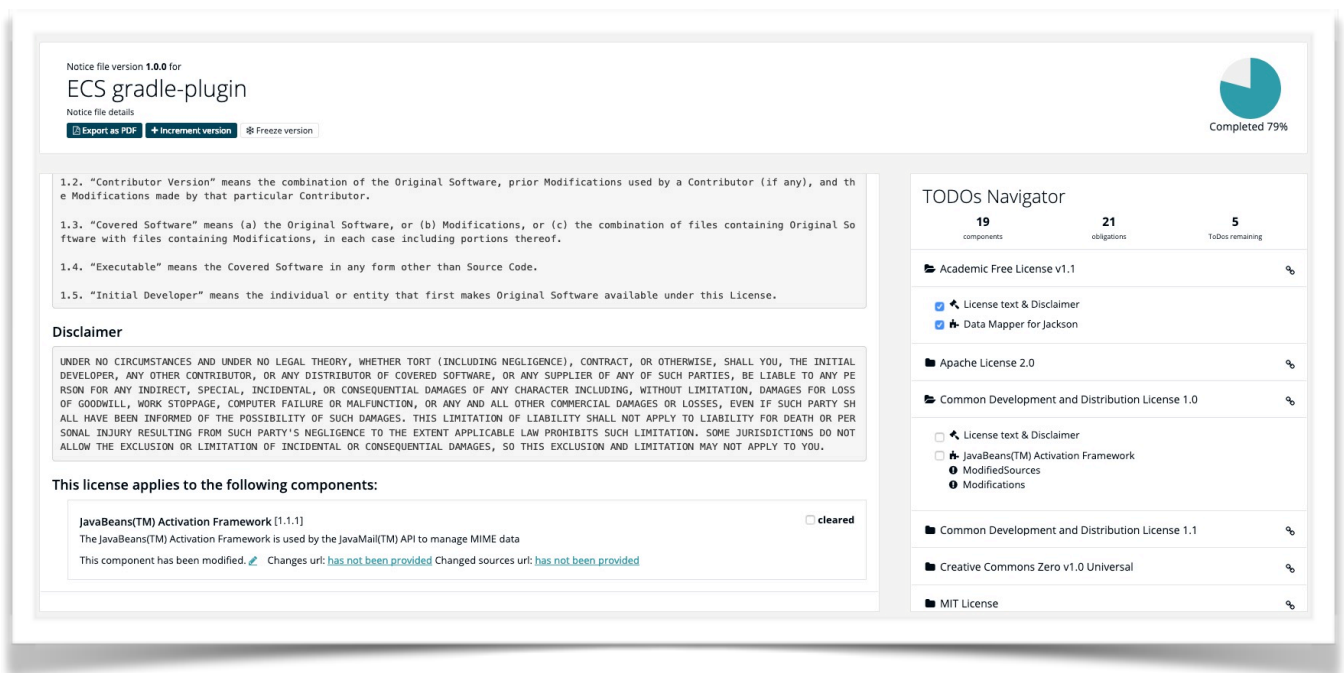 Notice file version 1.0.0 for
ECS gradle-plugin
Notice file details
Export as PDF
+ Increment version
Freeze version
Completed 79%
1.2. “Contributor Version” means the combination of the Original Software, prior Modifications used by a Contributor (if any), and th
e Modifications made by that particular Contributor.
1.3. “Covered Software” means (a) the Original Software, or (b) Modifications, or (c) the combination of files containing Original So
ftware with files containing Modifications, in each case including portions thereof.
1.4. “Executable” means the Covered Software in any form other than Source Code.
1.5. “Initial Developer” means the individual or entity that first makes Original Software available under this License.
Disclaimer
UNDER NO CIRCUMSTANCES AND UNDER NO LEGAL THEORY, WHETHER TORT (INCLUDING NEGLIGENCE), CONTRACT, OR OTHERWISE, SHALL YOU, THE INITIAL
DEVELOPER, ANY OTHER CONTRIBUTOR, OR ANY DISTRIBUTOR OF COVERED SOFTWARE, OR ANY SUPPLIER OF ANY OF SUCH PARTIES, BE LIABLE TO ANY PE
RSON FOR ANY INDIRECT, SPECIAL, INCIDENTAL, OR CONSEQUENTIAL DAMAGES OF ANY CHARACTER INCLUDING, WITHOUT LIMITATION, DAMAGES FOR LOSS
OF GOODWILL, WORK STOPPAGE, COMPUTER FAILURE OR MALFUNCTION, OR ANY AND ALL OTHER COMMERCIAL DAMAGES OR LOSSES, EVEN IF SUCH PARTY SH
ALL HAVE BEEN INFORMED OF THE POSSIBILITY OF SUCH DAMAGES. THIS LIMITATION OF LIABILITY SHALL NOT APPLY TO LIABILITY FOR DEATH OR PER
SONAL INJURY RESULTING FROM SUCH PARTY'S NEGLIGENCE TO THE EXTENT APPLICABLE LAW PROHIBITS SUCH LIMITATION. SOME JURISDICTIONS DO NOT
ALLOW THE EXCLUSION OR LIMITATION OF INCIDENTAL OR CONSEQUENTIAL DAMAGES, SO THIS EXCLUSION AND LIMITATION MAY NOT APPLY TO YOU.
This license applies to the following components:
JavaBeans(TM) Activation Framework [1.1.1]
cleared
The JavaBeans(TM) Activation Framework is used by the JavaMail(TM) API to manage MIME data
This component has been modified. Changes url: has not been provided Changed sources url: has not been provided
TODOs Navigator
19 21 5
components obligations ToDos remaining
Academic Free License v1.1
License text & Disclaimer
Data Mapper for Jackson
Apache License 2.0
Common Development and Distribution License 1.0
License text & Disclaimer
JavaBeans(TM) Activation Framework
ModifiedSources
Modifications
Common Development and Distribution License 1.1
Creative Commons Zero v1.0 Universal
MIT License